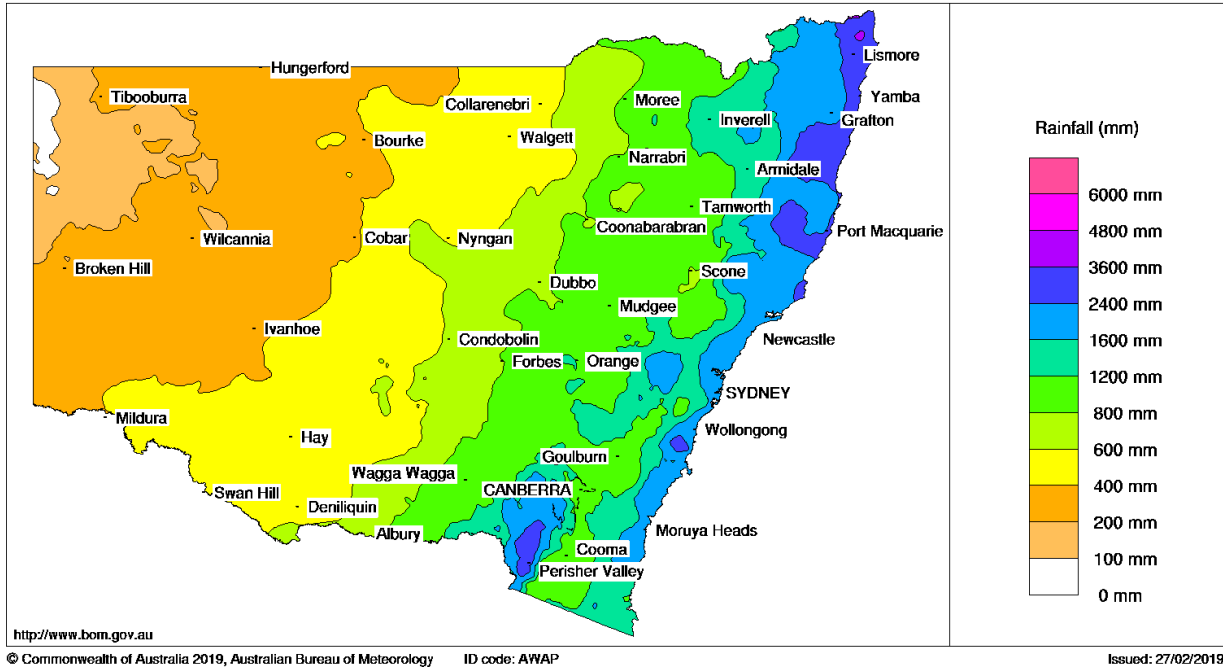 Hungerford
Lismore
Tibooburra
Collarenebri
Moree
Yamba
Inverell
Grafton
Bourke
Walgett
Rainfall (mm)
Narrabri
Armidale
Tamworth
6000 mm
Coonabarabran
4800 mm
Wilcannia
Cobar
Nyngan
Port Macquarie
3600 mm
Broken Hill
Scone
Dubbo
2400 mm
Mudgee
Ivanhoe
Condobolin
Newcastle
1600 mm
Forbes
Orange
1200 mm
SYDNEY
800 mm
Mildura
Hay
Wollongong
600 mm
Goulburn
Wagga Wagga
Swan Hill
CANBERRA
400 mm
Deniliquin
200 mm
Albury
Moruya Heads
Cooma
100 mm
Perisher Valley
0 mm
http://www.bom.gov.au
© Commonwealth of Australia 2019, Australian Bureau of Meteorology ID code: AWAP Issued: 27/02/2019